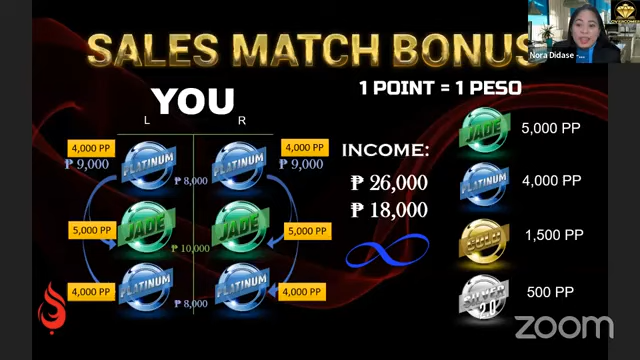 SALES MATCH BONUS
Nora Didase -...
YOU
L
R
1 POINT = 1 PESO
4,000 PP
₱ 9,000
PLATINUM
PLATINUM
4,000 PP
₱ 9,000
₱ 8,000
5,000 PP
JADE
JADE
5,000 PP
₱ 10,000
4,000 PP
PLATINUM
PLATINUM
4,000 PP
₱ 8,000
INCOME:
₱ 26,000
₱ 18,000
JADE
5,000 PP
PLATINUM
4,000 PP
GOLD
1,500 PP
SILVER
2.0
500 PP
zoom